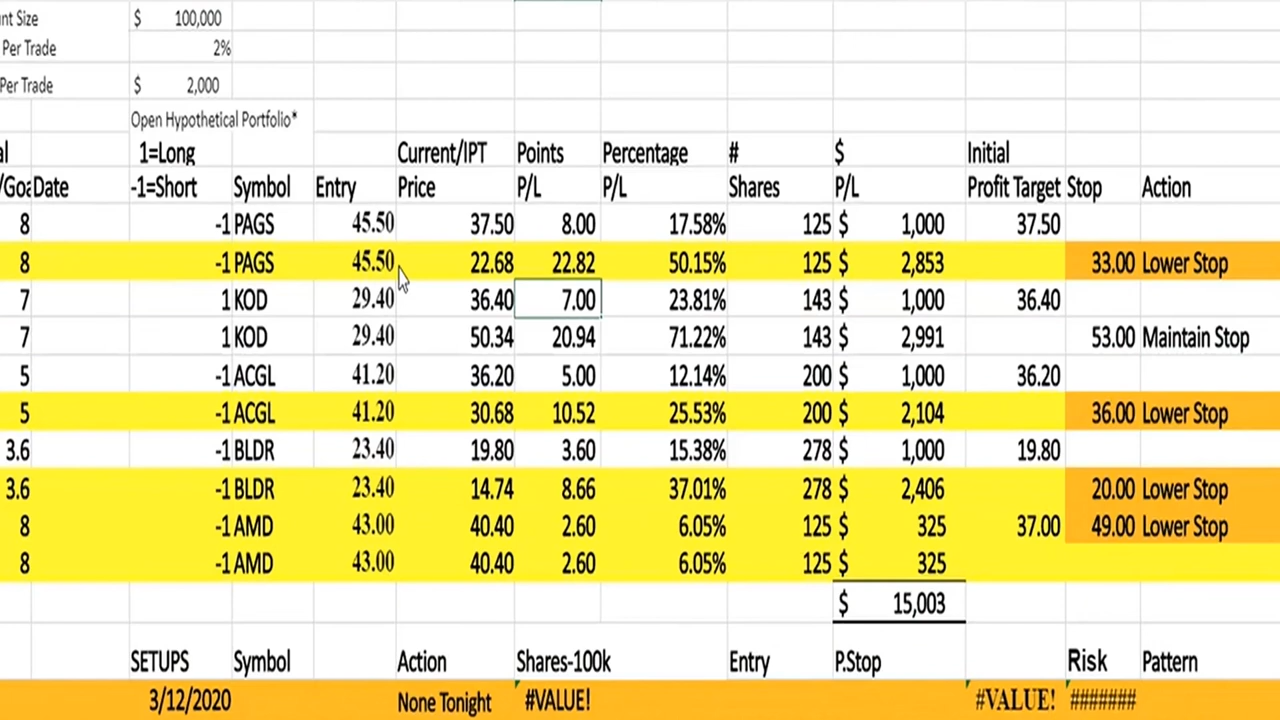 nt Size $ 100,000
Per Trade 2%
Per Trade $ 2,000
Open Hypothetical Portfolio*
al 1=Long Current/IPT Points Percentage # $ Initial
/Goa Date -1=Short Symbol Entry Price P/L P/L Shares P/L Profit Target Stop Action
8 -1 PAGS 45.50 37.50 8.00 17.58% 125 $ 1,000 37.50
8 -1 PAGS 45.50 22.68 22.82 50.15% 125 $ 2,853 33.00 Lower Stop
7 1 KOD 29.40 36.40 7.00 23.81% 143 $ 1,000 36.40
7 1 KOD 29.40 50.34 20.94 71.22% 143 $ 2,991 53.00 Maintain Stop
5 -1 ACGL 41.20 36.20 5.00 12.14% 200 $ 1,000 36.20
5 -1 ACGL 41.20 30.68 10.52 25.53% 200 $ 2,104 36.00 Lower Stop
3.6 -1 BLDR 23.40 19.80 3.60 15.38% 278 $ 1,000 19.80
3.6 -1 BLDR 23.40 14.74 8.66 37.01% 278 $ 2,406 20.00 Lower Stop
8 -1 AMD 43.00 40.40 2.60 6.05% 125 $ 325 37.00 49.00 Lower Stop
8 -1 AMD 43.00 40.40 2.60 6.05% 125 $ 325
$ 15,003
SETUPS Symbol Action Shares-100k Entry P.Stop Risk Pattern
3/12/2020 None Tonight #VALUE! #VALUE! #######